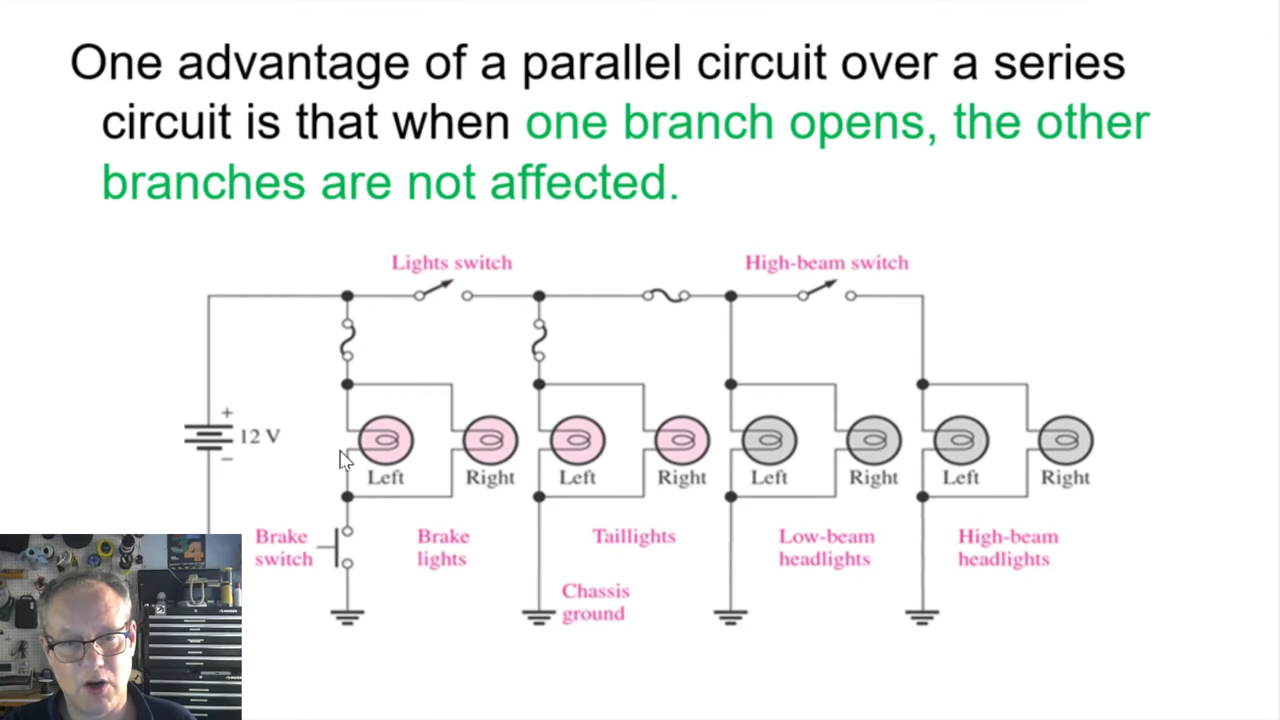 One advantage of a parallel circuit over a series
circuit is that when one branch opens, the other
branches are not affected.
Lights switch
High-beam switch
+
12 V
−
Left
Right
Left
Right
Left
Right
Left
Right
Brake
switch
Brake
lights
Taillights
Low-beam
headlights
High-beam
headlights
Chassis
ground